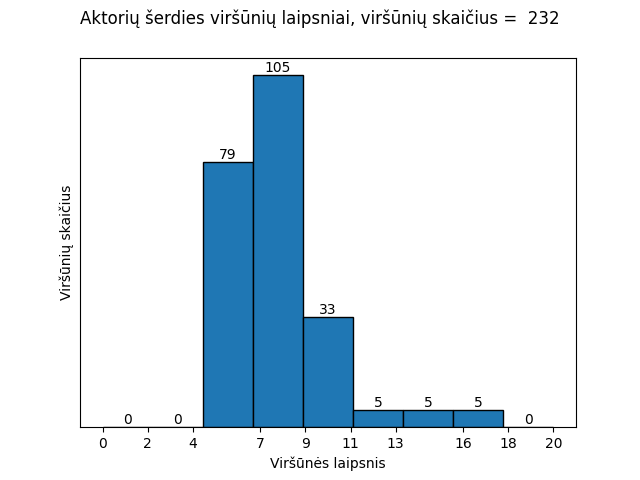 Aktorių šerdies viršūnių laipsniai, viršūnių skaičius = 232
105
79
33
5 5 5
0 0 0
Viršūnių skaičius
0 2 4 7 9 11 13 16 18 20
Viršūnės laipsnis